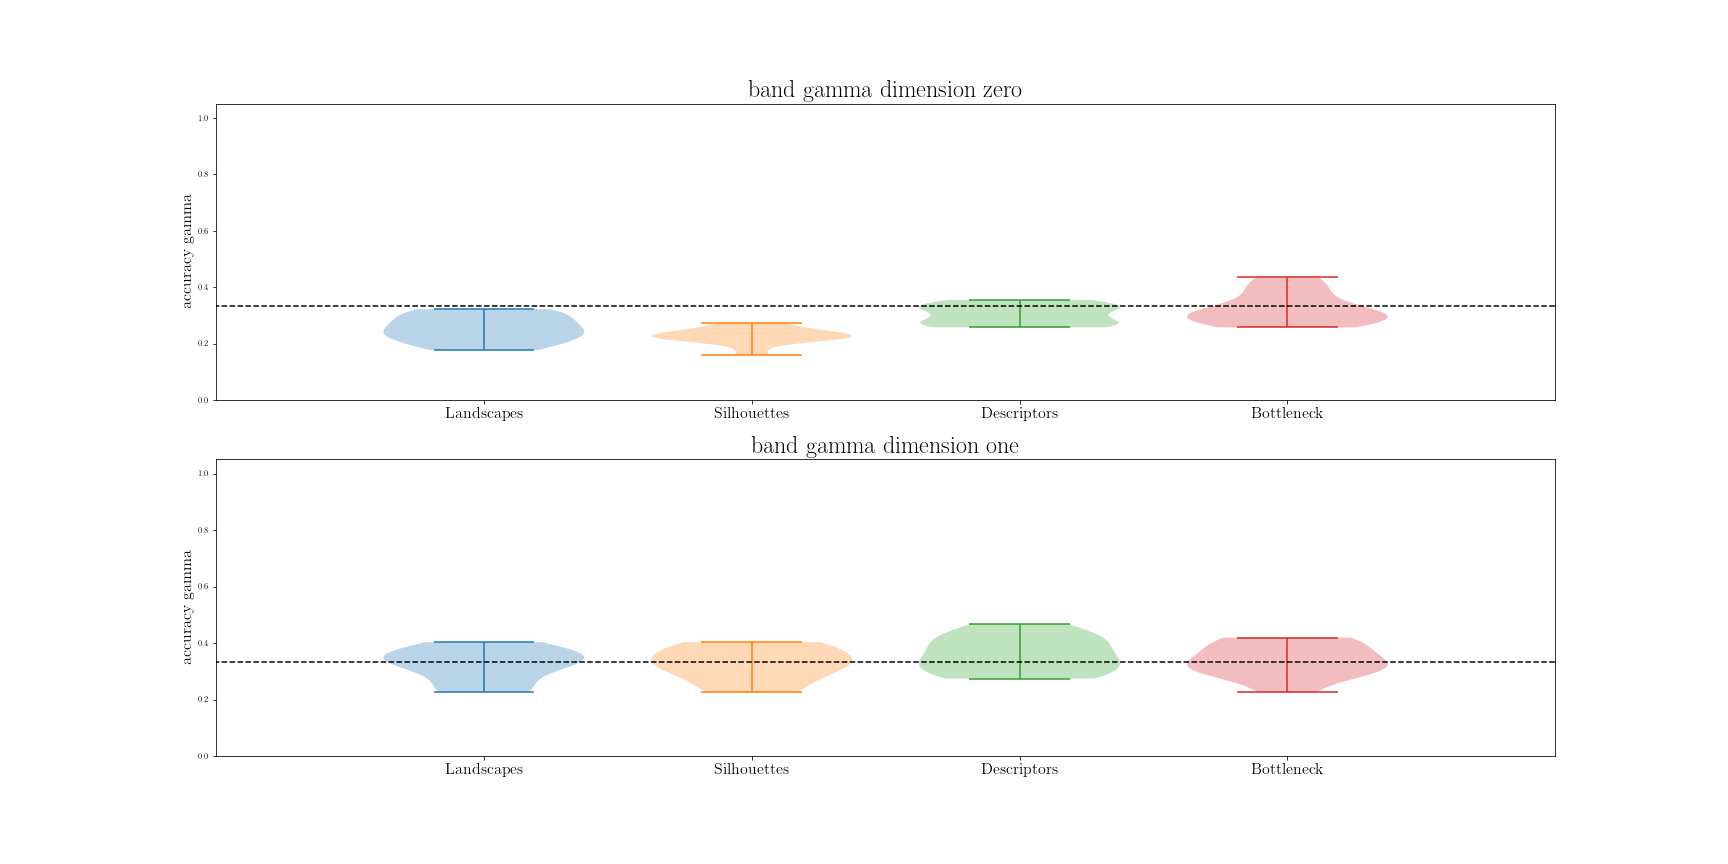 band gamma dimension zero
accuracy gamma
1.0
0.8
0.6
0.4
0.2
0.0
Landscapes Silhouettes Descriptors Bottleneck
band gamma dimension one
accuracy gamma
1.0
0.8
0.6
0.4
0.2
0.0
Landscapes Silhouettes Descriptors Bottleneck